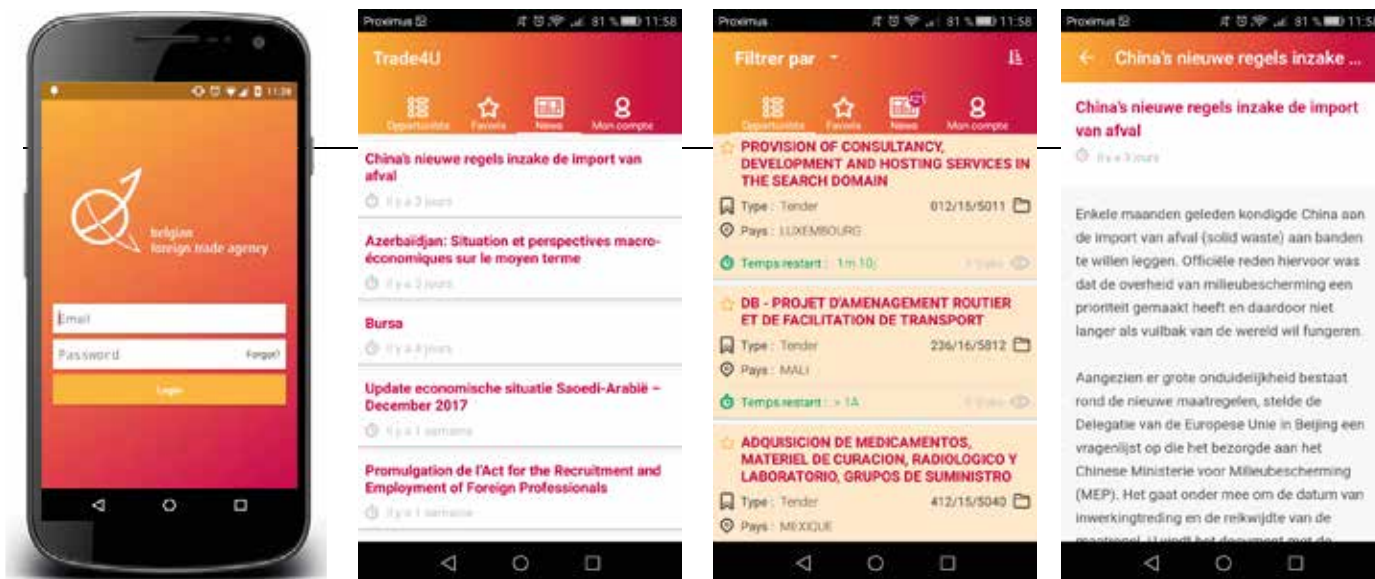 11:38
belgian
foreign trade agency
Email
Password
Forgot?
Login
Proximus
81 % 11:58
Trade4U
Opportunités Favoris News Mon compte
China's nieuwe regels inzake de import van
afval
Il y a 3 jours
Azerbaïdjan: Situation et perspectives macro-
économiques sur le moyen terme
Il y a 3 jours
Bursa
Il y a 4 jours
Update economische situatie Saoedi-Arabië –
December 2017
Il y a 1 semaine
Promulgation de l'Act for the Recruitment and
Employment of Foreign Professionals
Il y a 1 semaine
Proximus
81 % 11:58
Filtrer par
Opportunités Favoris News Mon compte
PROVISION OF CONSULTANCY,
DEVELOPMENT AND HOSTING SERVICES IN
THE SEARCH DOMAIN
Type : Tender 012/15/5011
Pays : LUXEMBOURG
Temps restant : 1m 10j
DB - PROJET D'AMENAGEMENT ROUTIER
ET DE FACILITATION DE TRANSPORT
Type : Tender 236/16/5812
Pays : MALI
Temps restant : > 1A
ADQUISICION DE MEDICAMENTOS,
MATERIEL DE CURACION, RADIOLOGICO Y
LABORATORIO, GRUPOS DE SUMINISTRO
Type : Tender 412/15/5040
Pays : MEXIQUE
Proximus
81 % 11:58
China's nieuwe regels inzake ...
China's nieuwe regels inzake de import
van afval
Il y a 3 jours
Enkele maanden geleden kondigde China aan
de import van afval (solid waste) aan banden
te willen leggen. Officiële reden hiervoor was
dat de overheid van milieubescherming een
prioriteit gemaakt heeft en daardoor niet
langer als vuilbak van de wereld wil fungeren.
Aangezien er grote onduidelijkheid bestaat
rond de nieuwe maatregelen, stelde de
Delegatie van de Europese Unie in Beijing een
vragenlijst op die het bezorgde aan het
Chinese Ministerie voor Milieubescherming
(MEP). Het gaat onder mee om de datum van
inwerkingtreding en de reikwijdte van de
maatregel. U vindt het document met de